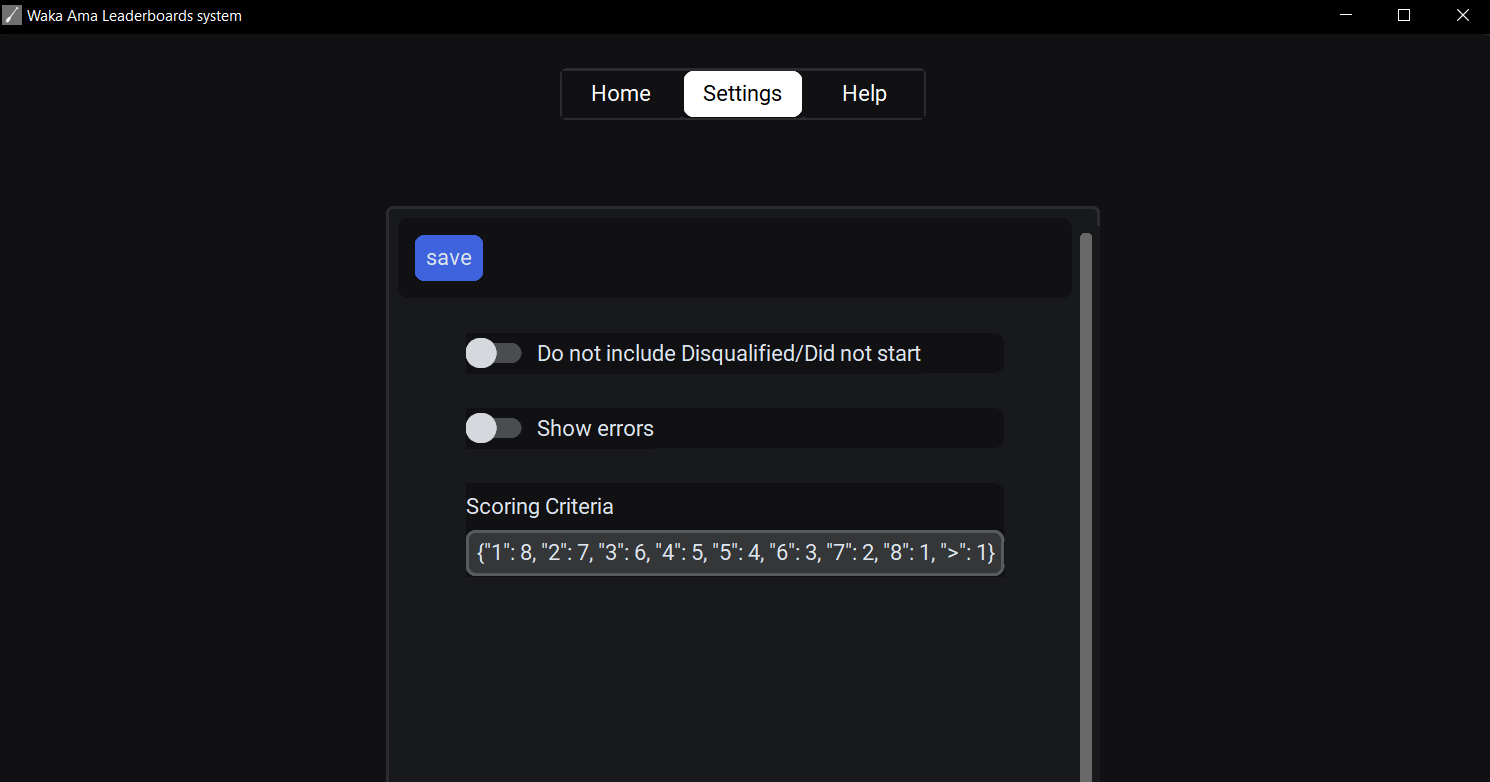 Waka Ama Leaderboards system
Home Settings Help
save
Do not include Disqualified/Did not start
Show errors
Scoring Criteria
{"1": 8, "2": 7, "3": 6, "4": 5, "5": 4, "6": 3, "7": 2, "8": 1, ">": 1}